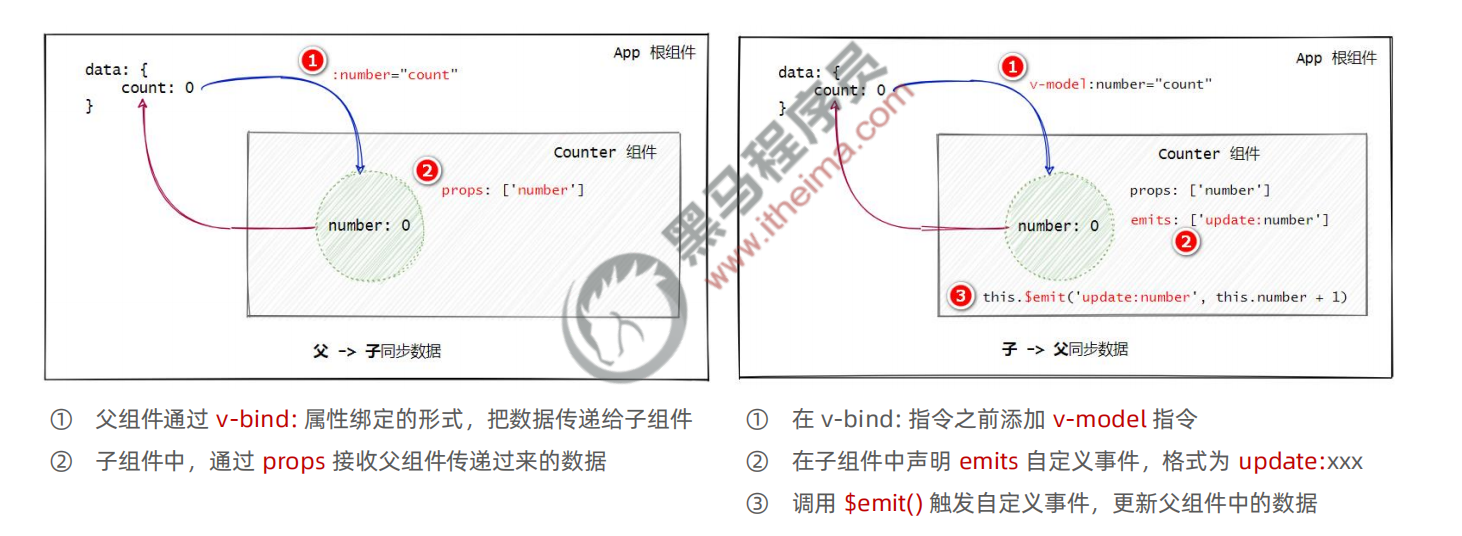 App 根组件
data: {
count: 0
}
1
:number="count"
Counter 组件
2
props: ['number']
number: 0
父 -> 子同步数据
① 父组件通过 v-bind: 属性绑定的形式，把数据传递给子组件
② 子组件中，通过 props 接收父组件传递过来的数据
App 根组件
data: {
count: 0
}
1
v-model:number="count"
Counter 组件
props: ['number']
emits: ['update:number']
2
number: 0
3
this.$emit('update:number', this.number + 1)
子 -> 父同步数据
① 在 v-bind: 指令之前添加 v-model 指令
② 在子组件中声明 emits 自定义事件，格式为 update:xxx
③ 调用 $emit() 触发自定义事件，更新父组件中的数据
黑马程序员
www.itheima.com